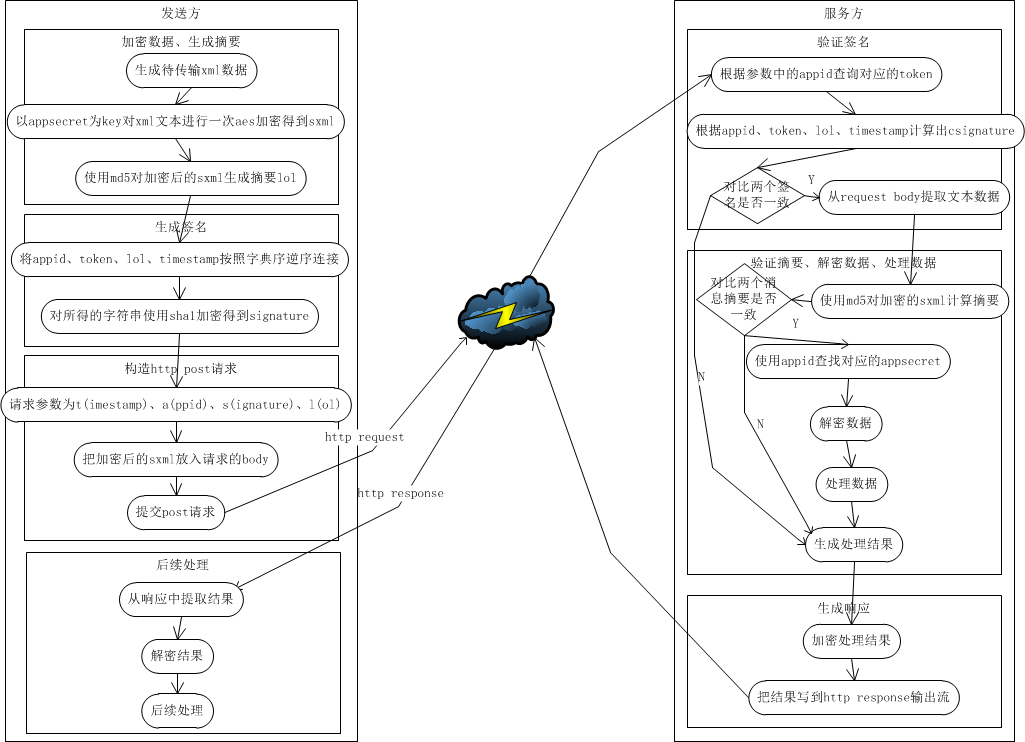 发送方
加密数据、生成摘要
生成待传输xml数据
以appsecret为key对xml文本进行一次aes加密得到sxml
使用md5对加密后的sxml生成摘要lol
生成签名
将appid、token、lol、timestamp按照字典序逆序连接
对所得的字符串使用sha1加密得到signature
构造http post请求
请求参数为t(imestamp)、a(ppid)、s(ignature)、l(ol)
把加密后的sxml放入请求的body
提交post请求
后续处理
从响应中提取结果
解密结果
后续处理
http request
http response
服务方
验证签名
根据参数中的appid查询对应的token
根据appid、token、lol、timestamp计算出csignature
对比两个签
名是否一致
Y
从request body提取文本数据
验证摘要、解密数据、处理数据
对比两个消
息摘要是否
一致
使用md5对加密的sxml计算摘要
Y
使用appid查找对应的appsecret
N
解密数据
N
处理数据
生成处理结果
生成响应
加密处理结果
把结果写到http response输出流